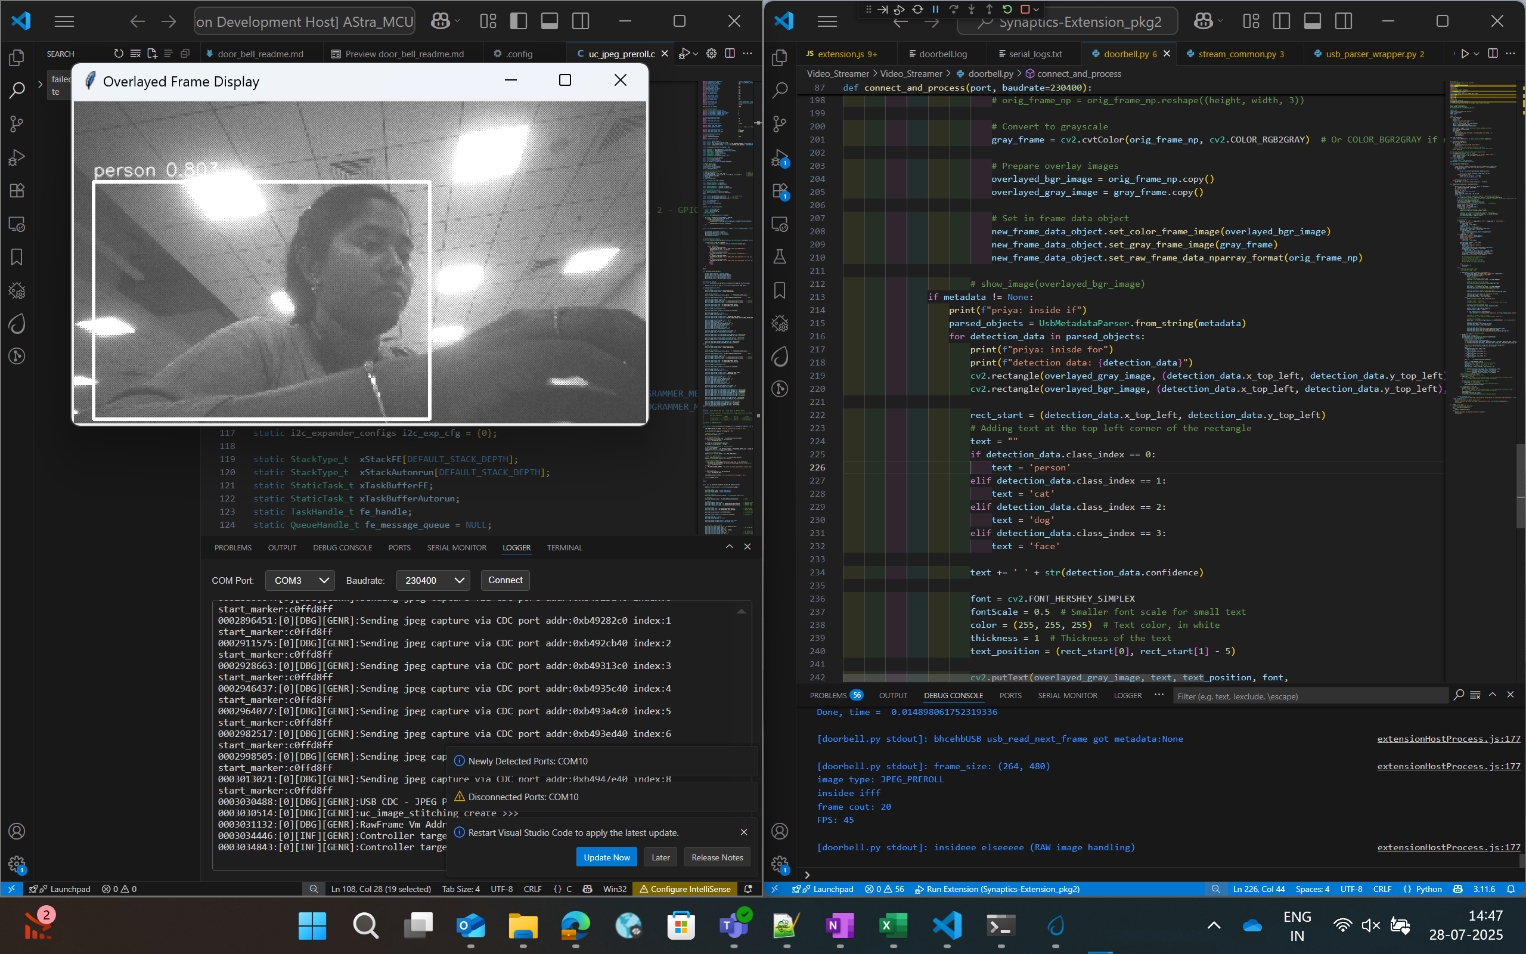 on Development Host] AStra_MCU
SEARCH
door_bell_readme.md
Preview door_bell_readme.md
.config
uc_jpeg_preroll.c
failed
te
Overlayed Frame Display
person 0.803
117 static i2c_expander_configs i2c_exp_cfg = {0};
118
119 static StackType_t xStackFE[DEFAULT_STACK_DEPTH];
120 static StackType_t xStackAutorun[DEFAULT_STACK_DEPTH];
121 static StaticTask_t xTaskBufferFE;
122 static StaticTask_t xTaskBufferAutorun;
123 static TaskHandle_t fe_handle;
124 static QueueHandle_t fe_message_queue = NULL;
PROBLEMS OUTPUT DEBUG CONSOLE PORTS SERIAL MONITOR LOGGER TERMINAL
COM Port: COM3 Baudrate: 230400 Connect
start_marker:c0ffd8ff
0002896451:[0][DBG][GENR]:Sending jpeg capture via CDC port addr:0xb49282c0 index:1
start_marker:c0ffd8ff
0002911575:[0][DBG][GENR]:Sending jpeg capture via CDC port addr:0xb492cb40 index:2
start_marker:c0ffd8ff
0002928663:[0][DBG][GENR]:Sending jpeg capture via CDC port addr:0xb49313c0 index:3
start_marker:c0ffd8ff
0002946437:[0][DBG][GENR]:Sending jpeg capture via CDC port addr:0xb4935c40 index:4
start_marker:c0ffd8ff
0002964077:[0][DBG][GENR]:Sending jpeg capture via CDC port addr:0xb493a4c0 index:5
start_marker:c0ffd8ff
0002982517:[0][DBG][GENR]:Sending jpeg capture via CDC port addr:0xb493ed40 index:6
start_marker:c0ffd8ff
0002998505:[0][DBG][GENR]:Sending jpeg cap
start_marker:c0ffd8ff
0003013021:[0][DBG][GENR]:Sending jpeg capture via CDC port addr:0xb4947e40 index:8
start_marker:c0ffd8ff
0003030488:[0][DBG][GENR]:USB CDC - JPEG P
0003030514:[0][DBG][GENR]:uc_image_stitching create >>>
0003031132:[0][DBG][GENR]:RawFrame Vm Addr
0003034446:[0][INF][GENR]:Controller targe
0003034843:[0][INF][GENR]:Controller targe
Newly Detected Ports: COM10
Disconnected Ports: COM10
Restart Visual Studio Code to apply the latest update.
Update Now Later Release Notes
Launchpad 0 0 Ln 108, Col 28 (19 selected) Tab Size: 4 UTF-8 CRLF {} C Win32 Configure IntelliSense
Synaptics-Extension_pkg2
extension.js 9+ doorbell.log serial_logs.txt doorbell.py 6 stream_common.py 3 usb_parser_wrapper.py 2
Video_Streamer > Video_Streamer > doorbell.py > connect_and_process
87 def connect_and_process(port, baudrate=230400):
198 # orig_frame_np = orig_frame_np.reshape((height, width, 3))
199
200 # Convert to grayscale
201 gray_frame = cv2.cvtColor(orig_frame_np, cv2.COLOR_RGB2GRAY) # Or COLOR_BGR2GRAY if
202
203 # Prepare overlay images
204 overlayed_bgr_image = orig_frame_np.copy()
205 overlayed_gray_image = gray_frame.copy()
206
207 # Set in frame data object
208 new_frame_data_object.set_color_frame_image(overlayed_bgr_image)
209 new_frame_data_object.set_gray_frame_image(gray_frame)
210 new_frame_data_object.set_raw_frame_data_nparray_format(orig_frame_np)
211
212 # show_image(overlayed_bgr_image)
213 if metadata != None:
214 print(f"priya: inside if")
215 parsed_objects = UsbMetadataParser.from_string(metadata)
216 for detection_data in parsed_objects:
217 print(f"priya: inisde for")
218 print(f"detection data: {detection_data}")
219 cv2.rectangle(overlayed_gray_image, (detection_data.x_top_left, detection_data.y_top_left)
220 cv2.rectangle(overlayed_bgr_image, (detection_data.x_top_left, detection_data.y_top_left),
221
222 rect_start = (detection_data.x_top_left, detection_data.y_top_left)
223 # Adding text at the top left corner of the rectangle
224 text = ""
225 if detection_data.class_index == 0:
226 text = 'person'
227 elif detection_data.class_index == 1:
228 text = 'cat'
229 elif detection_data.class_index == 2:
230 text = 'dog'
231 elif detection_data.class_index == 3:
232 text = 'face'
233
234 text += ' ' + str(detection_data.confidence)
235
236 font = cv2.FONT_HERSHEY_SIMPLEX
237 fontScale = 0.5 # Smaller font scale for small text
238 color = (255, 255, 255) # Text color, in white
239 thickness = 1 # Thickness of the text
240 text_position = (rect_start[0], rect_start[1] - 5)
241
242 cv2.putText(overlayed_gray_image, text, text_position, font,
PROBLEMS 56 OUTPUT DEBUG CONSOLE PORTS SERIAL MONITOR LOGGER Filter (e.g. text, !exclude, \escape)
Done, time = 0.014898061752319336
[doorbell.py stdout]: bhcehbUSB usb_read_next_frame got metadata:None extensionHostProcess.js:177
[doorbell.py stdout]: frame_size: (264, 480) extensionHostProcess.js:177
image type: JPEG_PREROLL
insidee ifff
frame cout: 20
FPS: 45
[doorbell.py stdout]: insideee elseeeee (RAW image handling) extensionHostProcess.js:177
Launchpad 0 56 Run Extension (Synaptics-Extension_pkg2) Ln 226, Col 44 Spaces: 4 UTF-8 CRLF {} Python 3.11.6
2
ENG
IN
14:47
28-07-2025